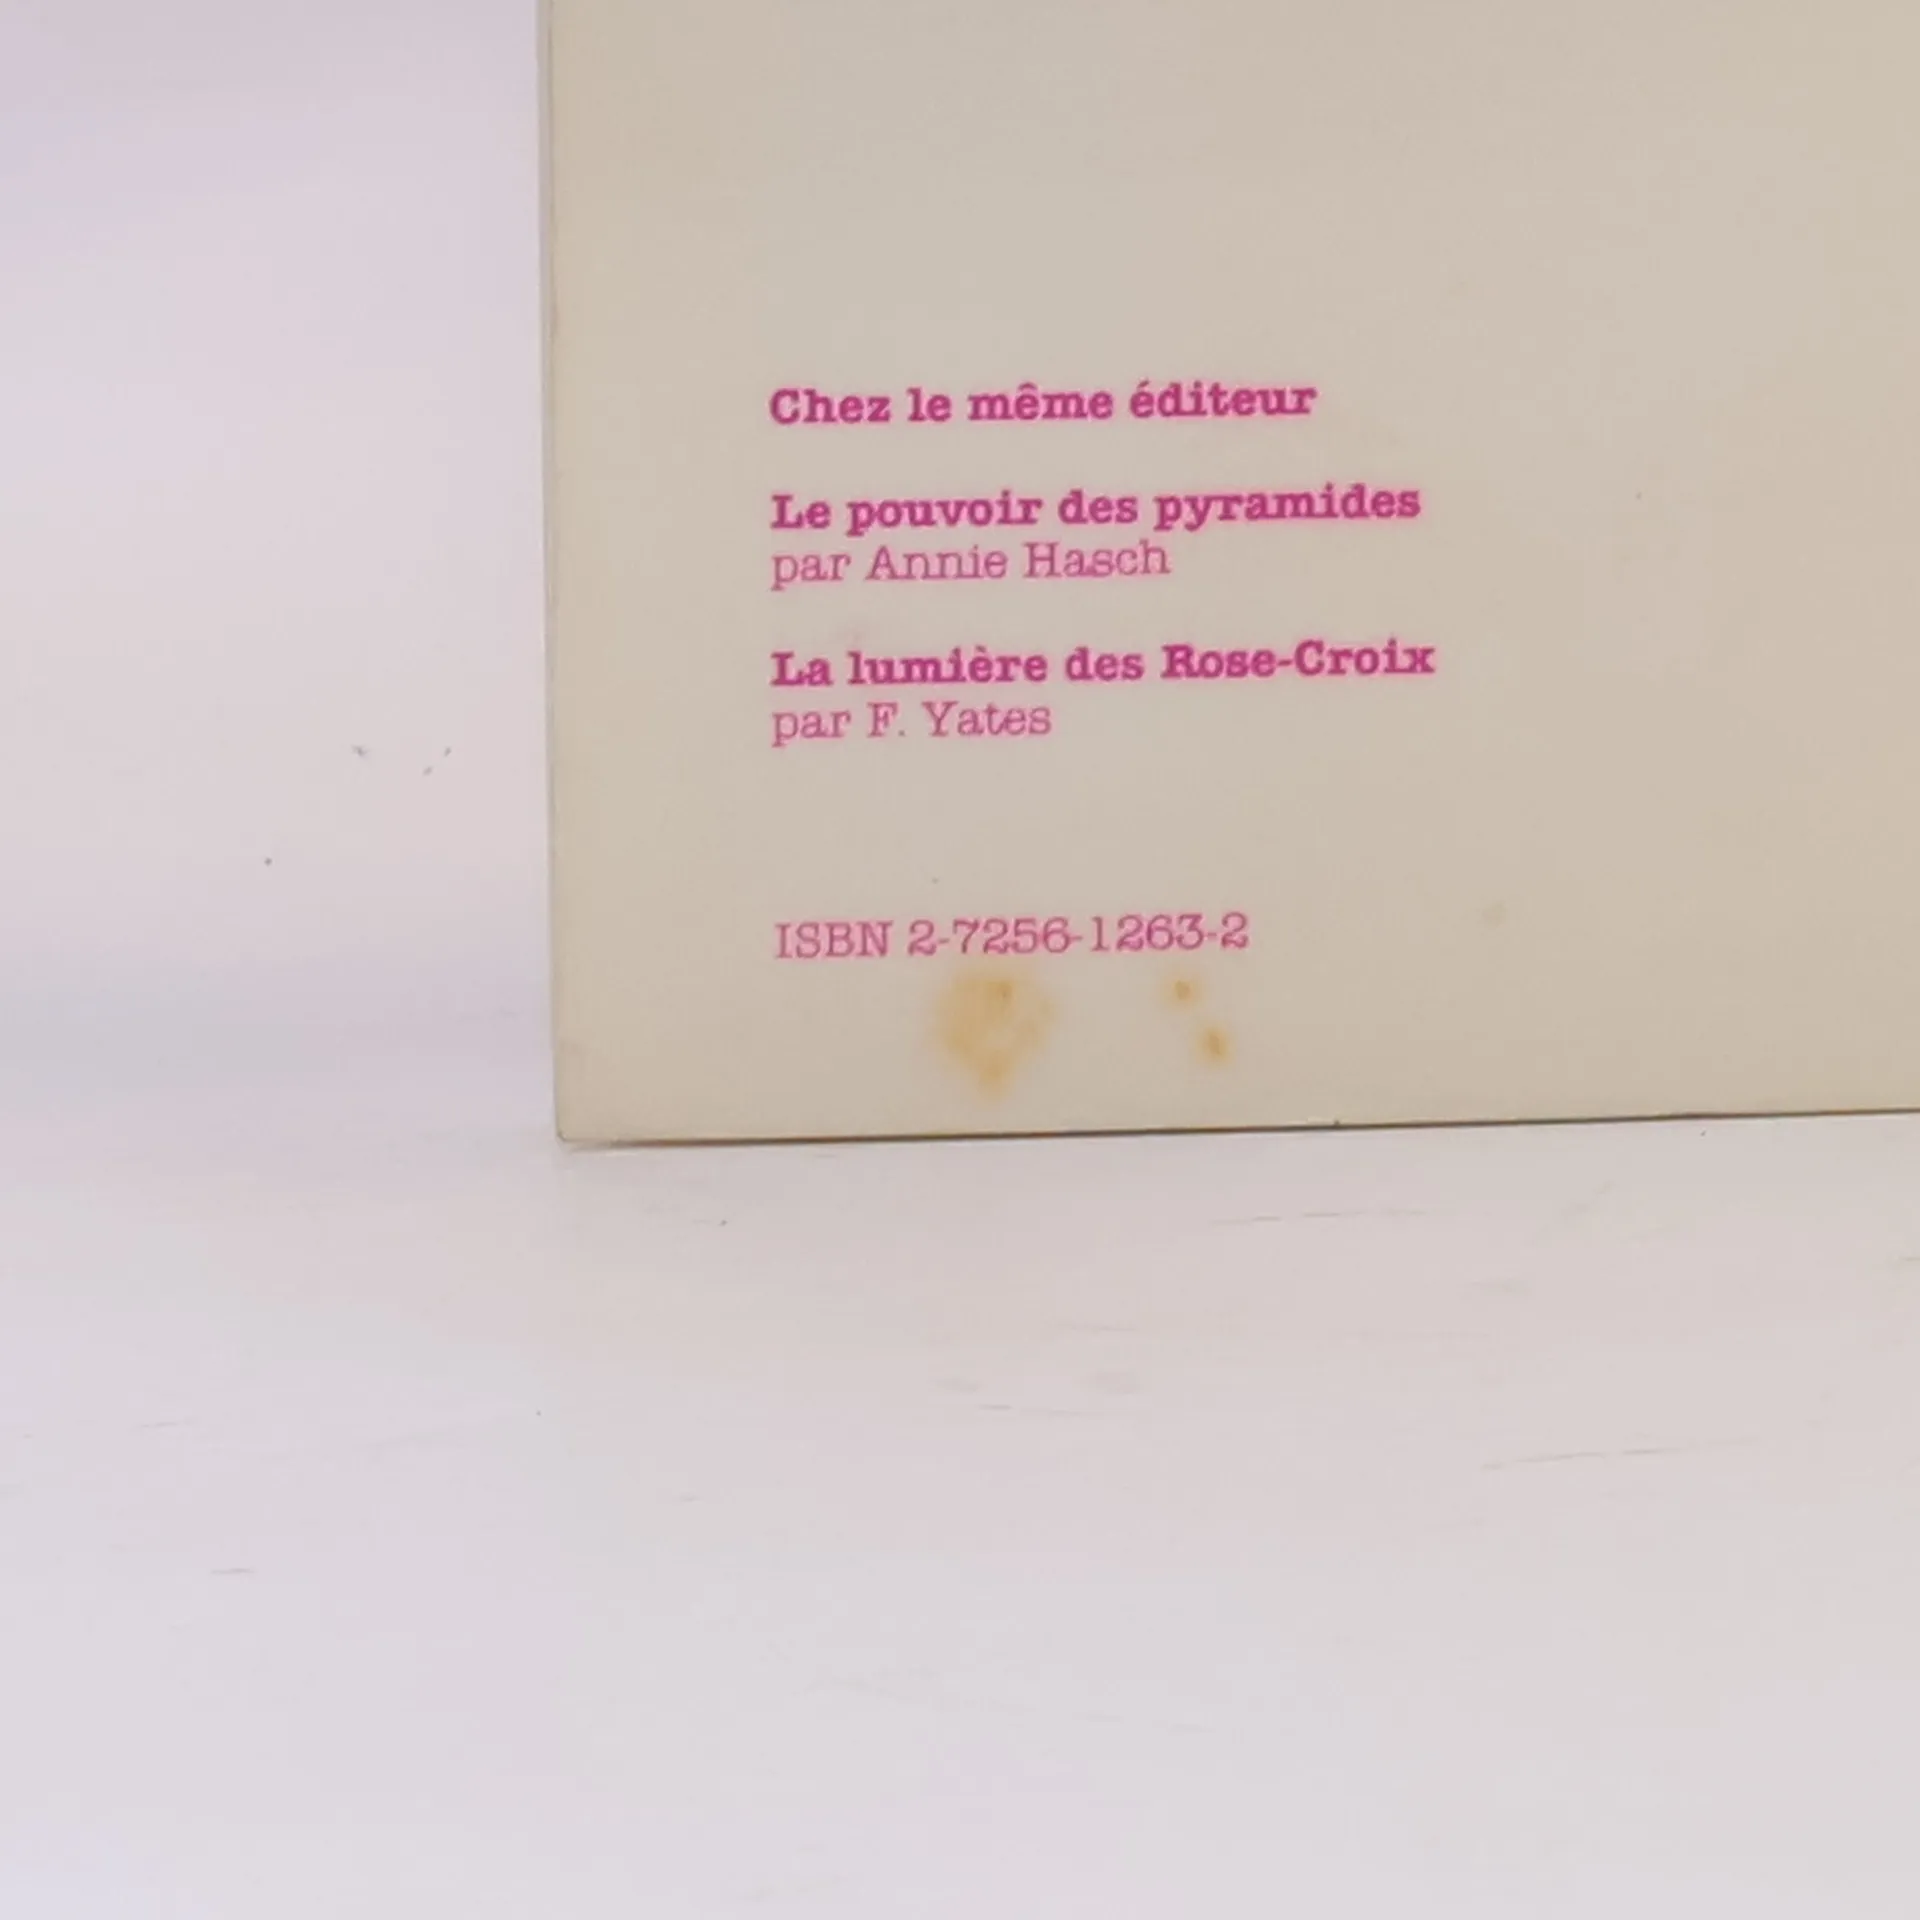 Chez le même éditeur
Le pouvoir des pyramides
par Annie Hasch
La lumière des Rose-Croix
par F. Yates
ISBN 2-7256-1263-2